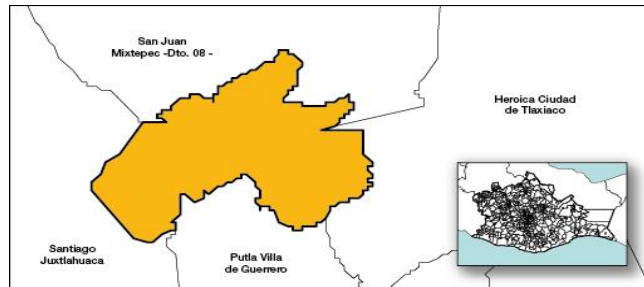 San Juan
Mixtepec -Dto. 08 -
Heroica Ciudad
de Tlaxiaco
Santiago
Juxtlahuaca
Putla Villa
de Guerrero